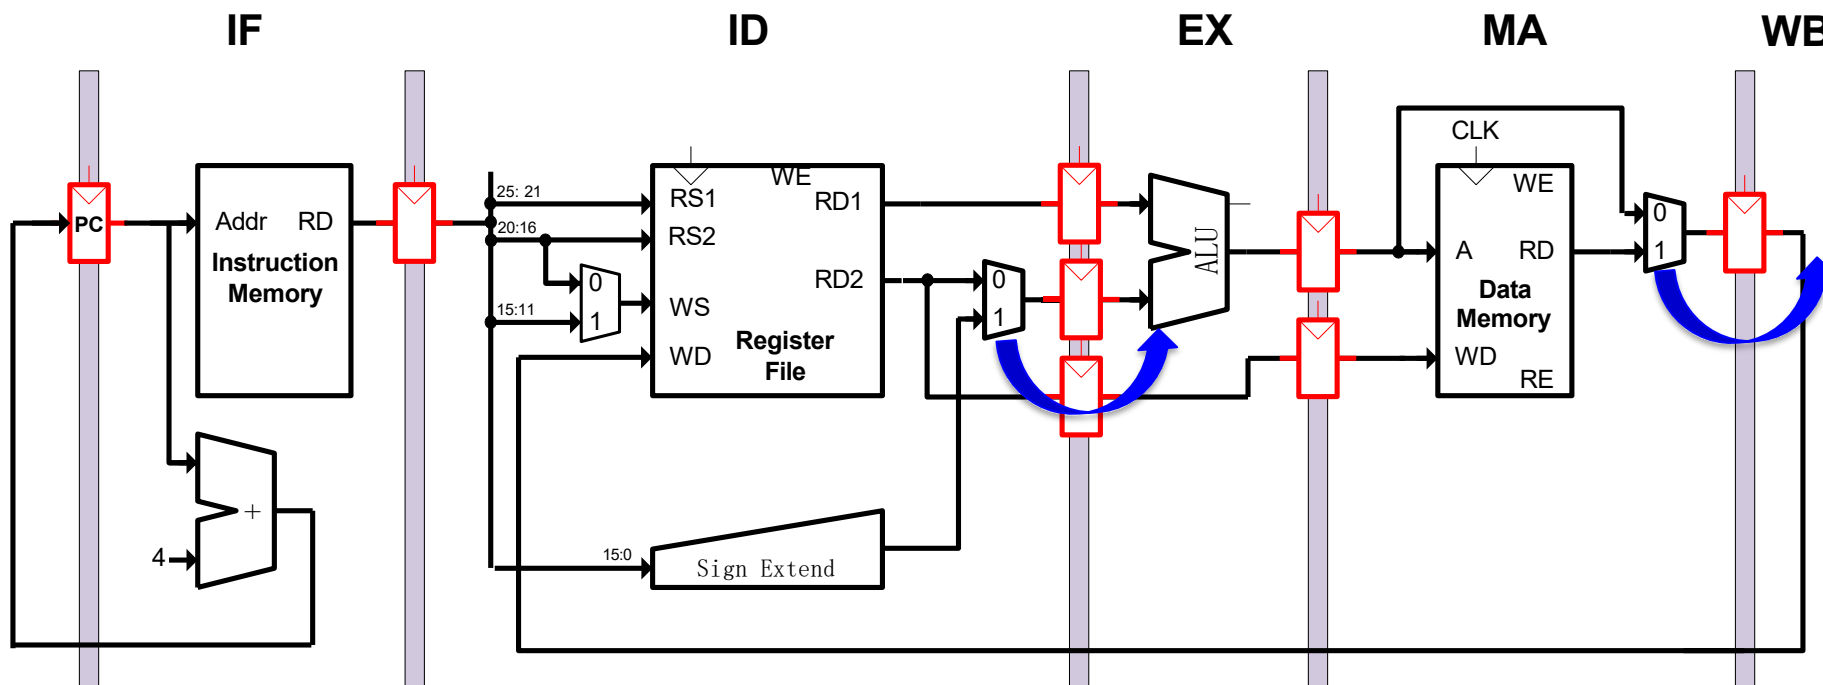 IF
ID
EX
MA
WB
PC
Addr
RD
Instruction
Memory
+
4
25: 21
20:16
15:11
15:0
0
1
RS1
RS2
WS
WD
WE
RD1
RD2
Register
File
Sign Extend
0
1
ALU
CLK
WE
A
RD
Data
Memory
WD
RE
0
1